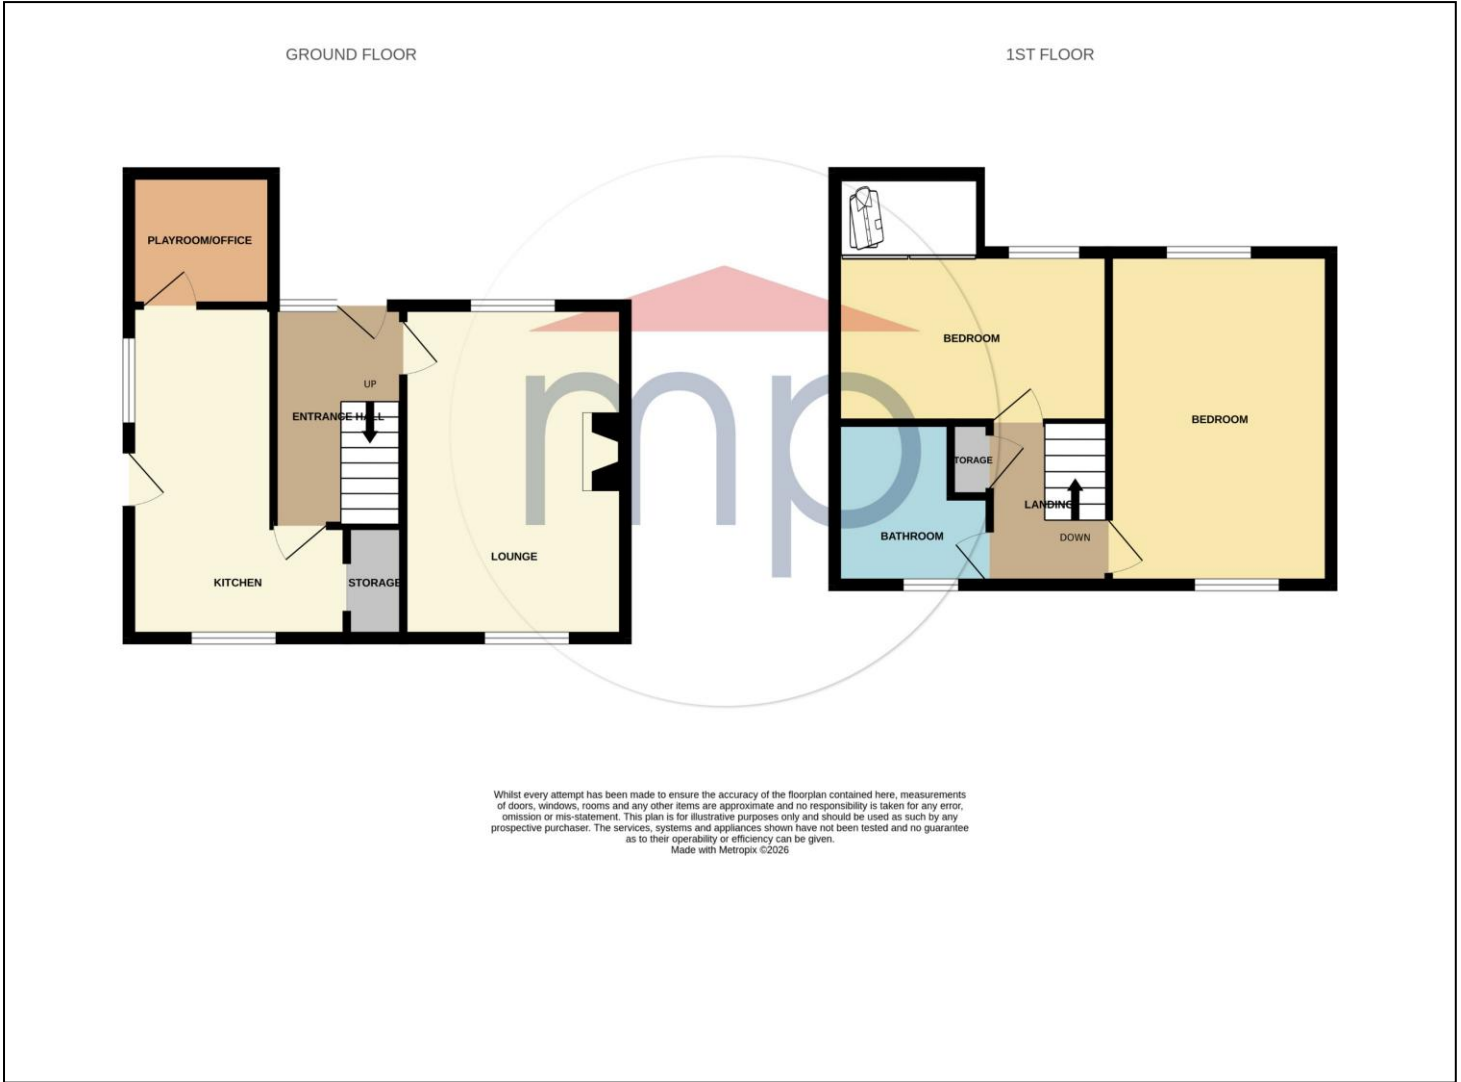 GROUND FLOOR
1ST FLOOR
PLAYROOM/OFFICE
UP
ENTRANCE HALL
KITCHEN
STORAGE
LOUNGE
BEDROOM
BEDROOM
TORAGE
LANDING
BATHROOM
DOWN
mp
Whilst every attempt has been made to ensure the accuracy of the floorplan contained here, measurements
of doors, windows, rooms and any other items are approximate and no responsibility is taken for any error,
omission or mis-statement. This plan is for illustrative purposes only and should be used as such by any
prospective purchaser. The services, systems and appliances shown have not been tested and no guarantee
as to their operability or efficiency can be given.
Made with Metropix ©2026